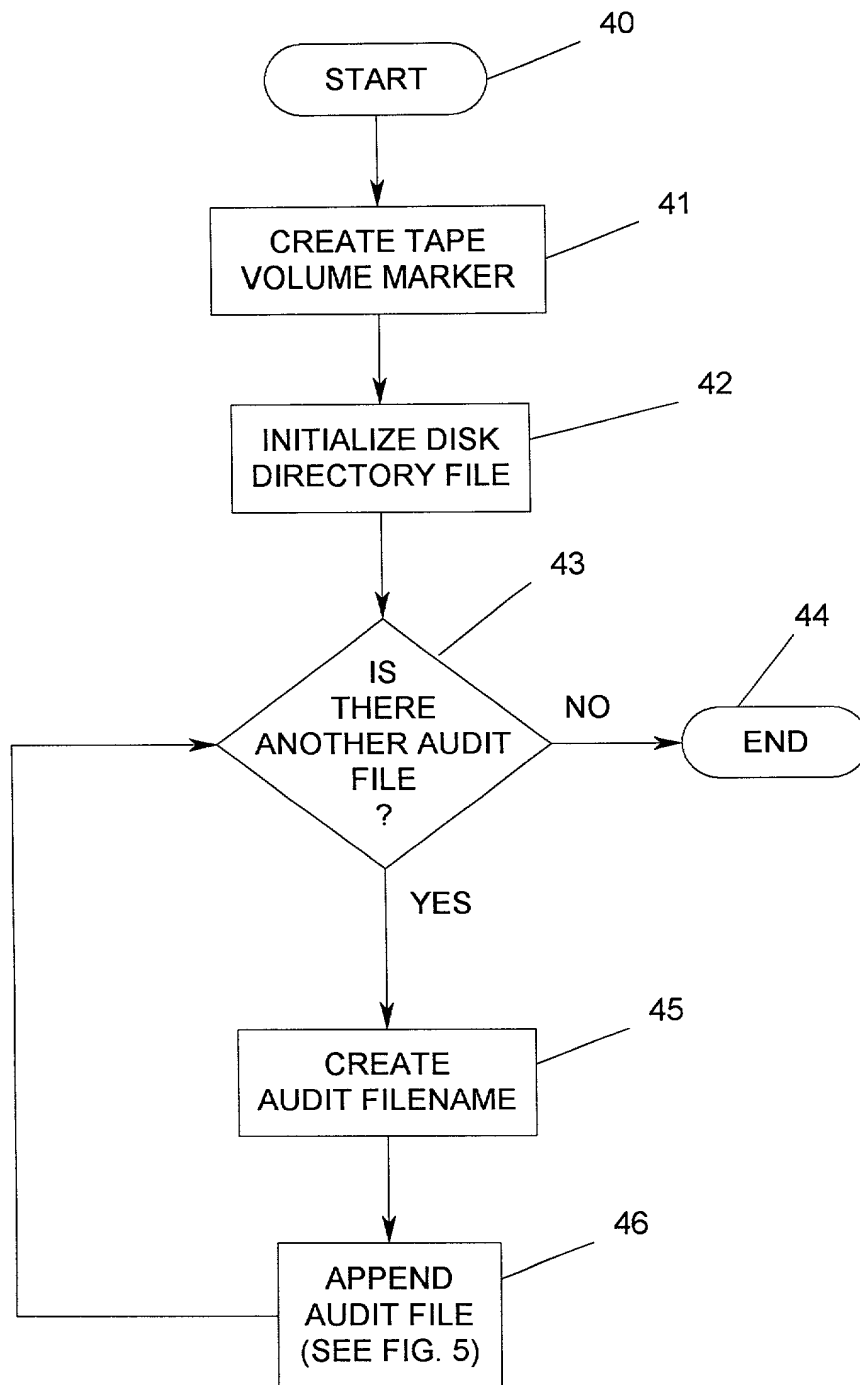 40
START
41
CREATE TAPE
VOLUME MARKER
42
INITIALIZE DISK
DIRECTORY FILE
43
IS
THERE
ANOTHER AUDIT
FILE
?
NO
44
END
YES
45
CREATE
AUDIT FILENAME
46
APPEND
AUDIT FILE
(SEE FIG. 5)